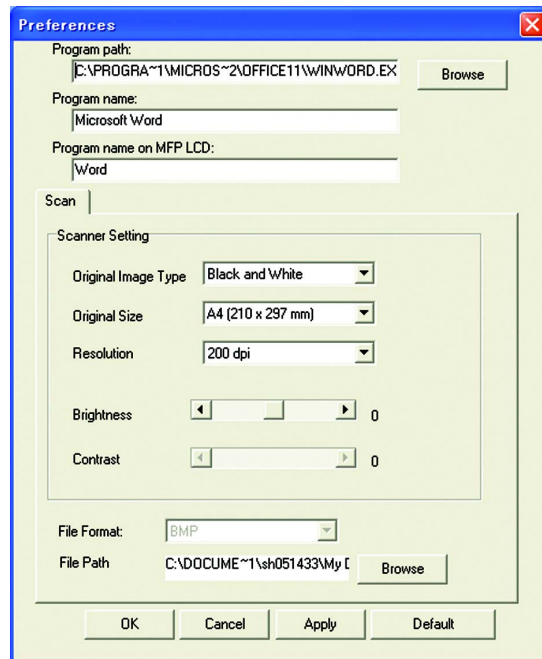 Preferences
Program path:
C:\PROGRA~1\MICROS~2\OFFICE11\WINWORD.EX
Browse
Program name:
Microsoft Word
Program name on MFP LCD:
Word
Scan
Scanner Setting
Original Image Type
Black and White
Original Size
A4 (210 x 297 mm)
Resolution
200 dpi
Brightness
0
Contrast
0
File Format:
BMP
File Path
C:\DOCUME~1\sh051433\My D
Browse
OK
Cancel
Apply
Default